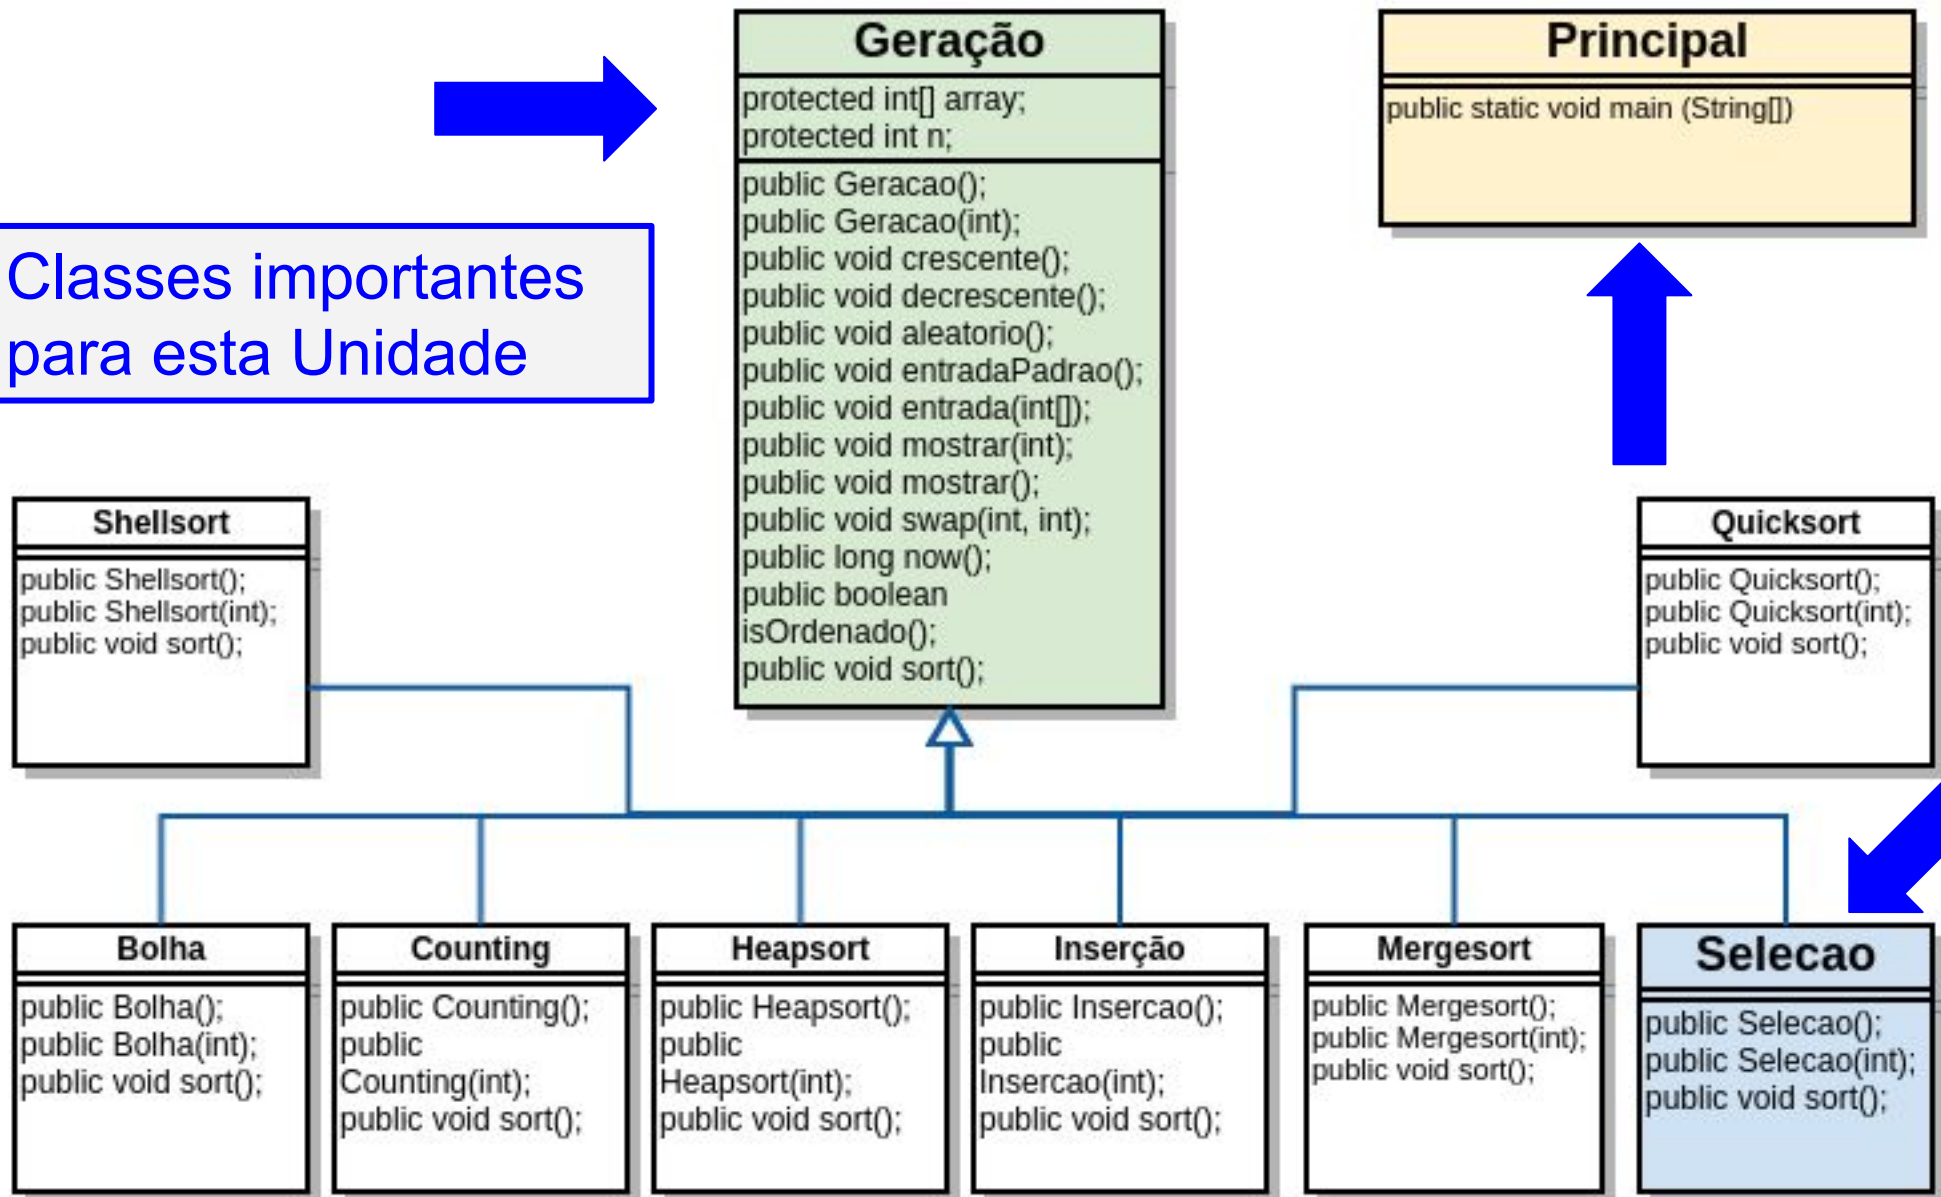 Geração
protected int[] array;
protected int n;
public Geracao();
public Geracao(int);
public void crescente();
public void decrescente();
public void aleatorio();
public void entradaPadrao();
public void entrada(int[]);
public void mostrar(int);
public void mostrar();
public void swap(int, int);
public long now();
public boolean
isOrdenado();
public void sort();
Principal
public static void main (String[])
Classes importantes
para esta Unidade
Shellsort
public Shellsort();
public Shellsort(int);
public void sort();
Quicksort
public Quicksort();
public Quicksort(int);
public void sort();
Bolha
public Bolha();
public Bolha(int);
public void sort();
Counting
public Counting();
public
Counting(int);
public void sort();
Heapsort
public Heapsort();
public
Heapsort(int);
public void sort();
Inserção
public Insercao();
public
Insercao(int);
public void sort();
Mergesort
public Mergesort();
public Mergesort(int);
public void sort();
Selecao
public Selecao();
public Selecao(int);
public void sort();